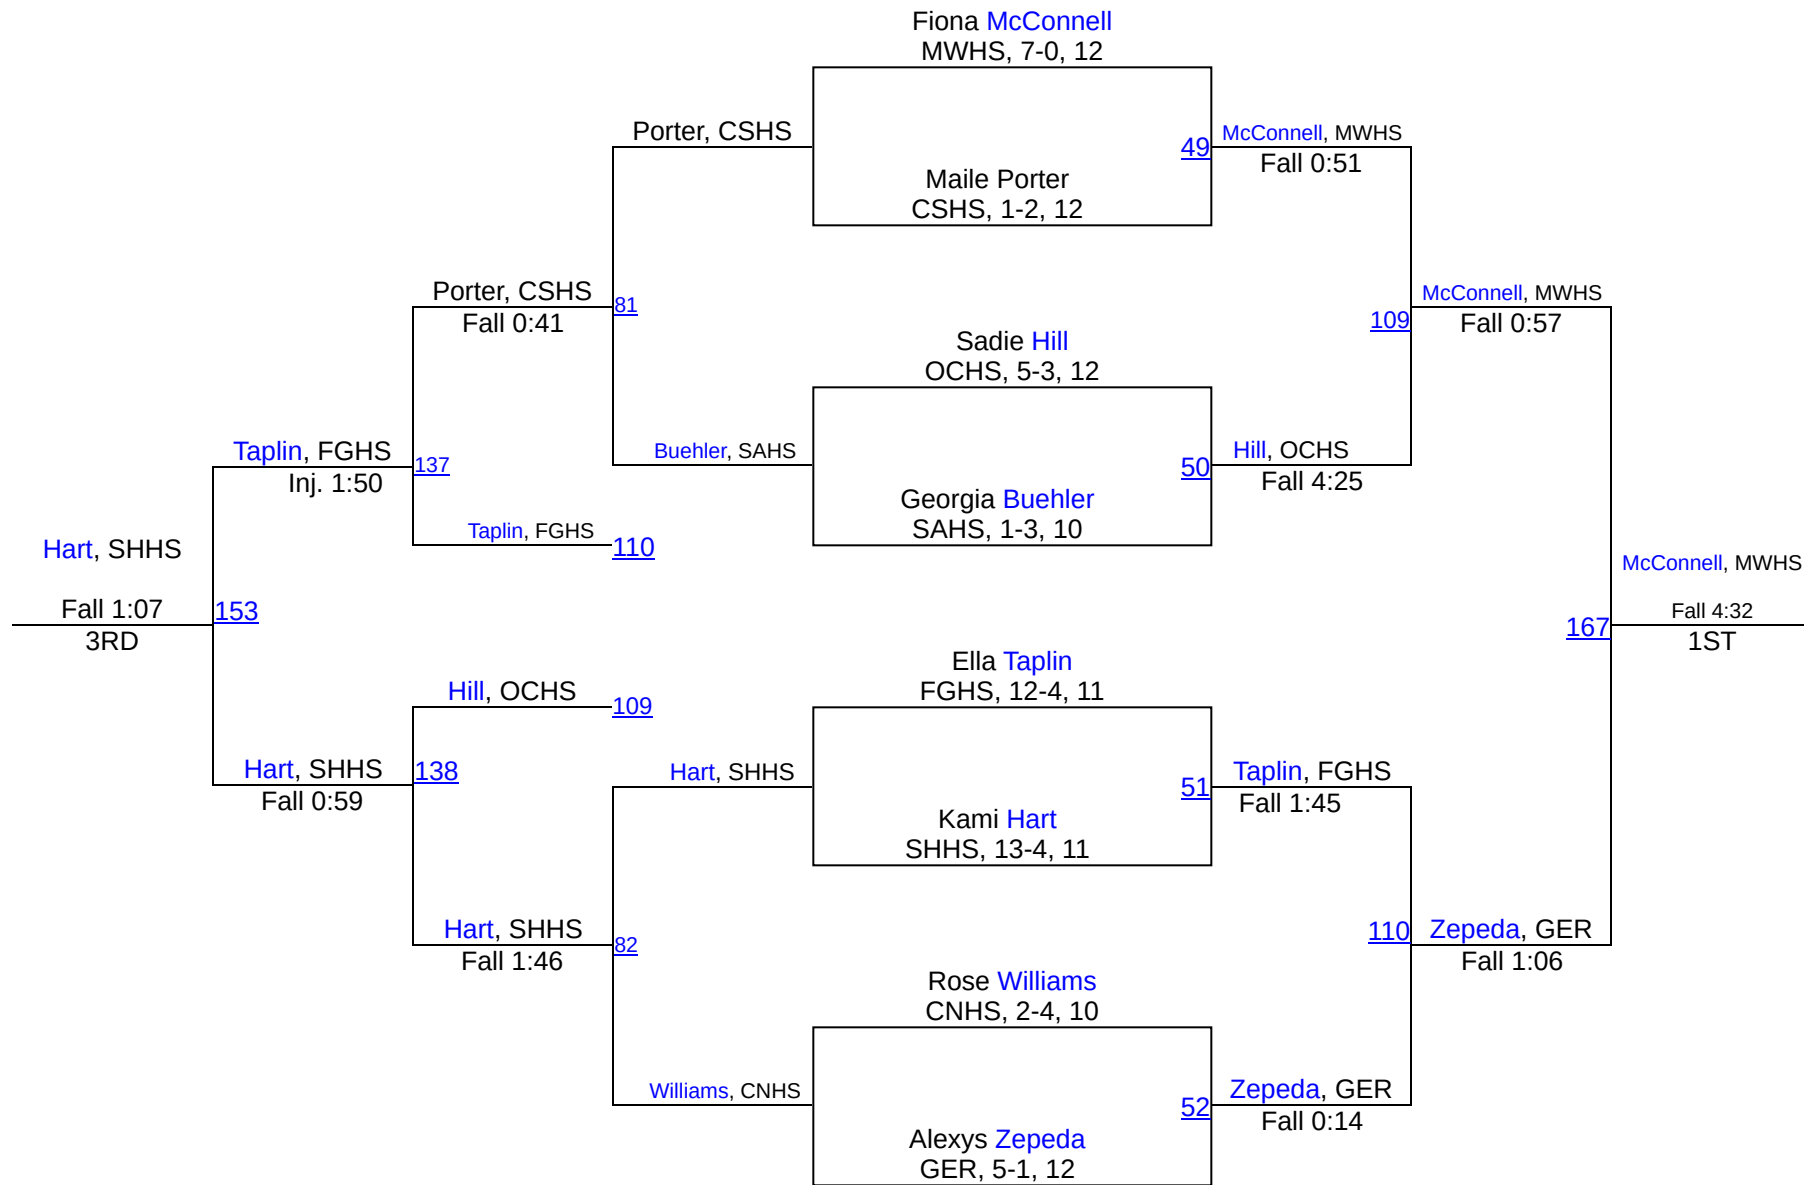 Fiona McConnell
MWHS, 7-0, 12
Porter, CSHS
49
McConnell, MWHS
Fall 0:51
Maile Porter
CSHS, 1-2, 12
Porter, CSHS
Fall 0:41
81
McConnell, MWHS
Fall 0:57
109
Sadie Hill
OCHS, 5-3, 12
Taplin, FGHS
Inj. 1:50
137
Buehler, SAHS
50
Hill, OCHS
Fall 4:25
Georgia Buehler
SAHS, 1-3, 10
Taplin, FGHS
110
Hart, SHHS
Fall 1:07
3RD
153
McConnell, MWHS
Fall 4:32
1ST
167
Ella Taplin
FGHS, 12-4, 11
Hill, OCHS
109
Hart, SHHS
Fall 0:59
138
Hart, SHHS
51
Taplin, FGHS
Fall 1:45
Kami Hart
SHHS, 13-4, 11
Hart, SHHS
Fall 1:46
82
110
Zepeda, GER
Fall 1:06
Rose Williams
CNHS, 2-4, 10
Williams, CNHS
52
Zepeda, GER
Fall 0:14
Alexys Zepeda
GER, 5-1, 12